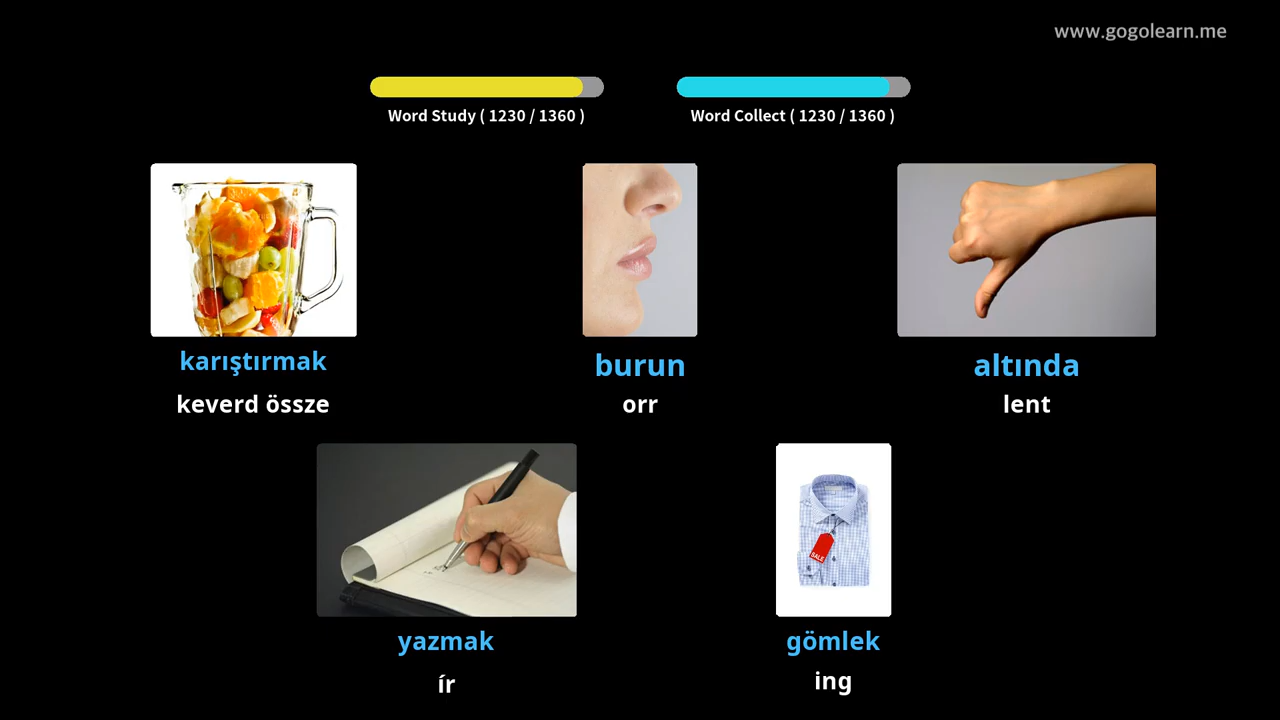 www.gogolearn.me
Word Study ( 1230 / 1360 )
Word Collect ( 1230 / 1360 )
karıştırmak
keverd össze
burun
orr
altında
lent
SALE
yazmak
ír
gömlek
ing